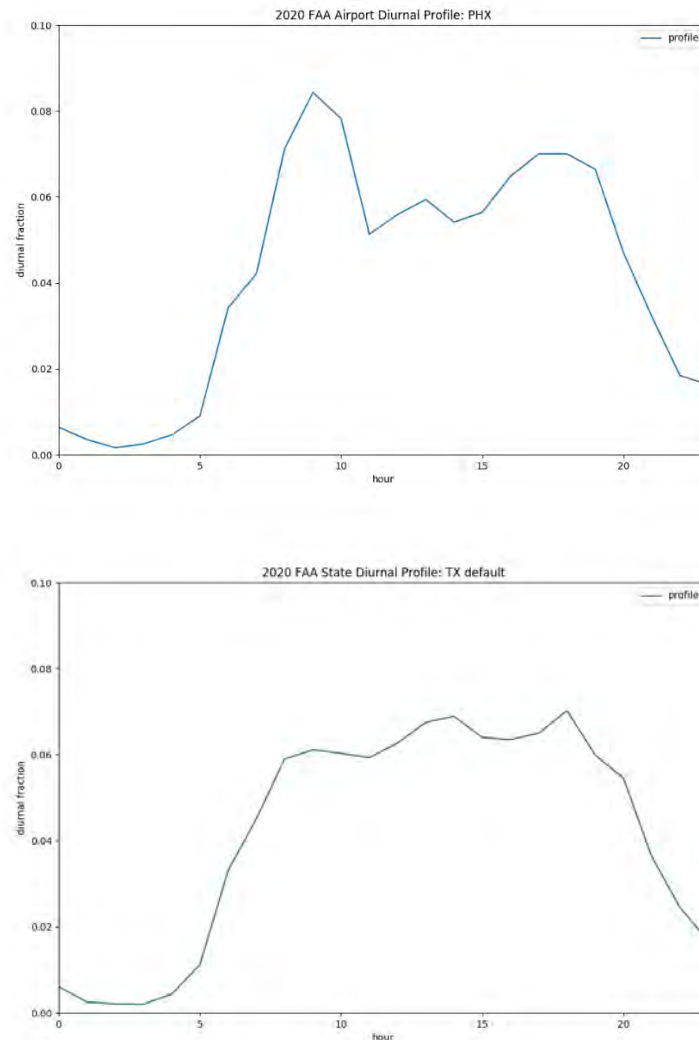 2020 FAA Airport Diurnal Profile: PHX
0.10
profile
0.08
0.06
diurnal fraction
0.04
0.02
0.00
0 5 10 15 20
hour
2020 FAA State Diurnal Profile: TX default
0.10
profile
0.08
0.06
diurnal fraction
0.04
0.02
0.00
0 5 10 15 20
hour